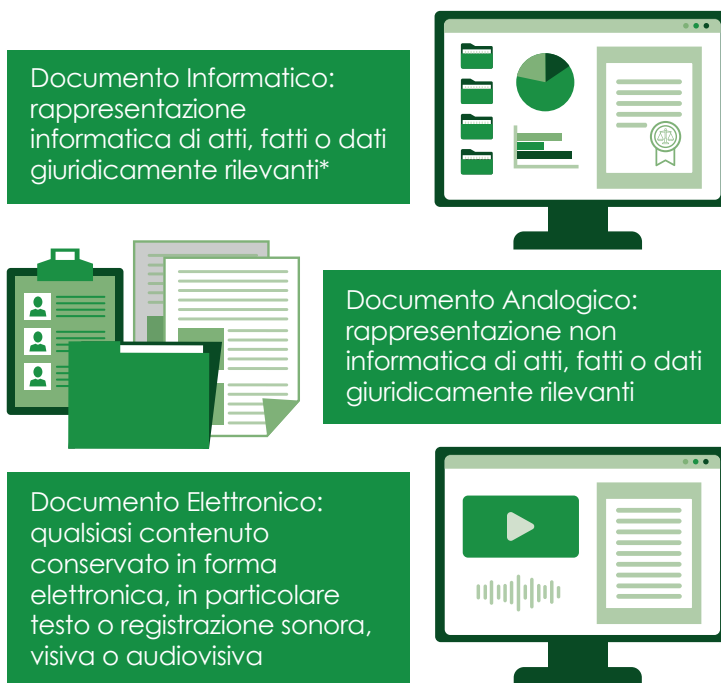 Documento Informatico:
rappresentazione
informatica di atti, fatti o dati
giuridicamente rilevanti*
Documento Analogico:
rappresentazione non
informatica di atti, fatti o dati
giuridicamente rilevanti
Documento Elettronico:
qualsiasi contenuto
conservato in forma
elettronica, in particolare
testo o registrazione sonora,
visiva o audiovisiva